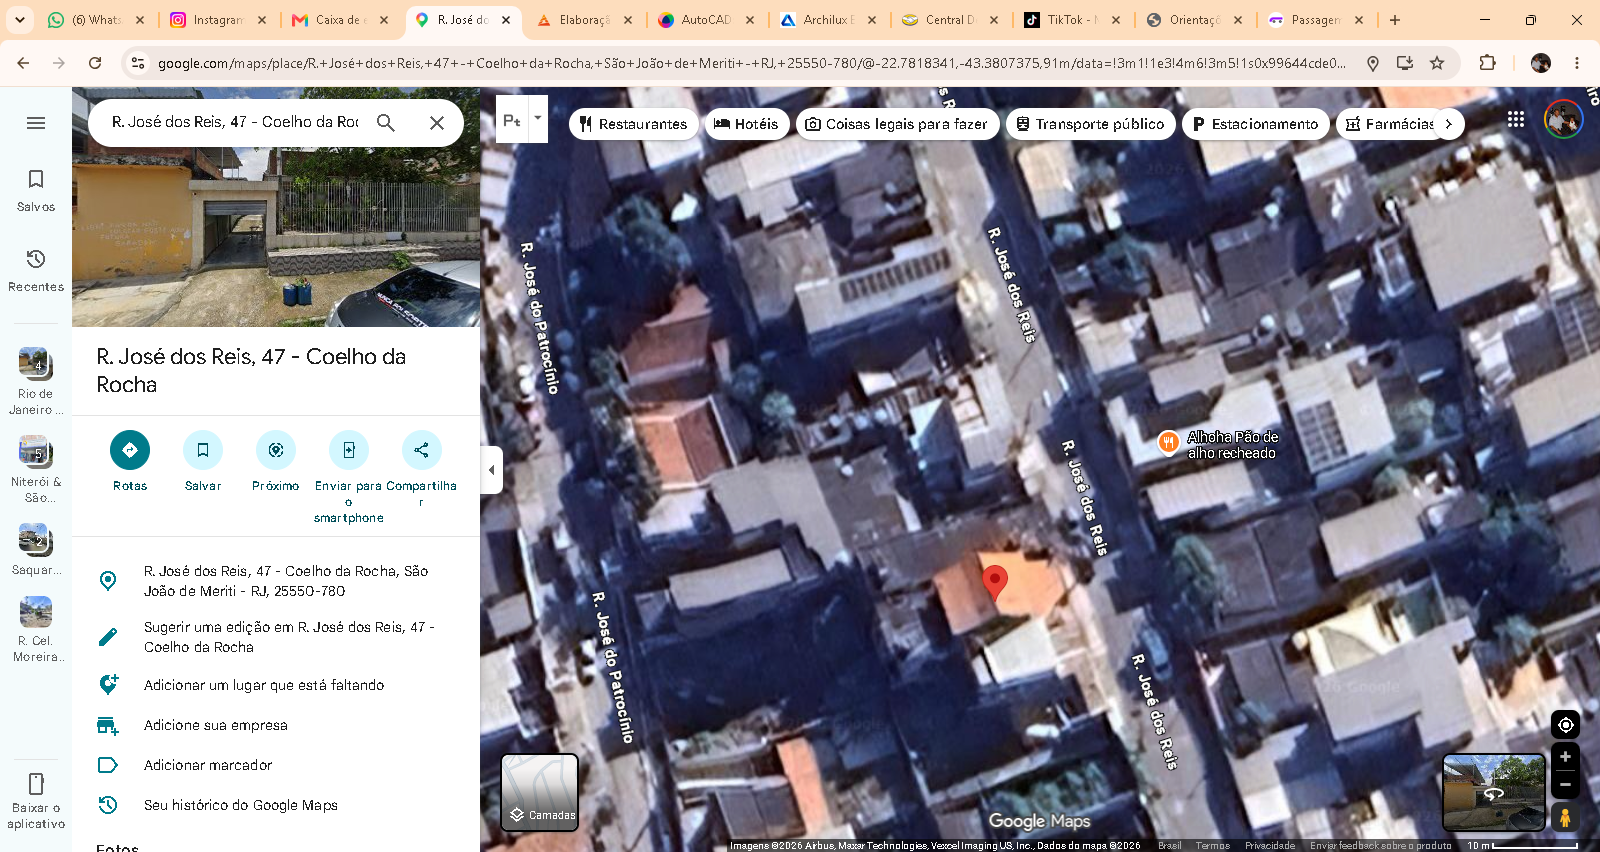 (6) Whats
Instagram
Caixa de e
R. José do
Elaboraçã
AutoCAD
Archilux E
Central D
TikTok - M
Orientaçõ
Passagen
google.com/maps/place/R.+José+dos+Reis,+47+-+Coelho+da+Rocha,+São+João+de+Meriti+-+RJ,+25550-780/@-22.7818341,-43.3807375,91m/data=!3m1!1e3!4m6!3m5!1s0x99644cde0...
R. José dos Reis, 47 - Coelho da Roc
Restaurantes
Hotéis
Coisas legais para fazer
Transporte público
Estacionamento
Farmácias
Salvos
Recentes
4
Rio de
Janeiro ...
5
Niterói &
São...
2
Saquar...
R. Cel.
Moreira...
Baixar o
aplicativo
R. José dos Reis, 47 - Coelho da
Rocha
Rotas
Salvar
Próximo
Enviar para
o
smartphone
Compartilha
r
R. José dos Reis, 47 - Coelho da Rocha, São
João de Meriti - RJ, 25550-780
Sugerir uma edição em R. José dos Reis, 47 -
Coelho da Rocha
Adicionar um lugar que está faltando
Adicione sua empresa
Adicionar marcador
Seu histórico do Google Maps
Fotos
R. José do Patrocínio
R. José dos Reis
R. José dos Reis
Alhoha Pão de
alho recheado
R. José do Patrocínio
R. José dos Reis
Camadas
Google Maps
Imagens ©2026 Airbus, Maxar Technologies, Vexcel Imaging US, Inc., Dados do mapa ©2026
Brasil
Termos
Privacidade
Enviar feedback sobre o produto
10 m